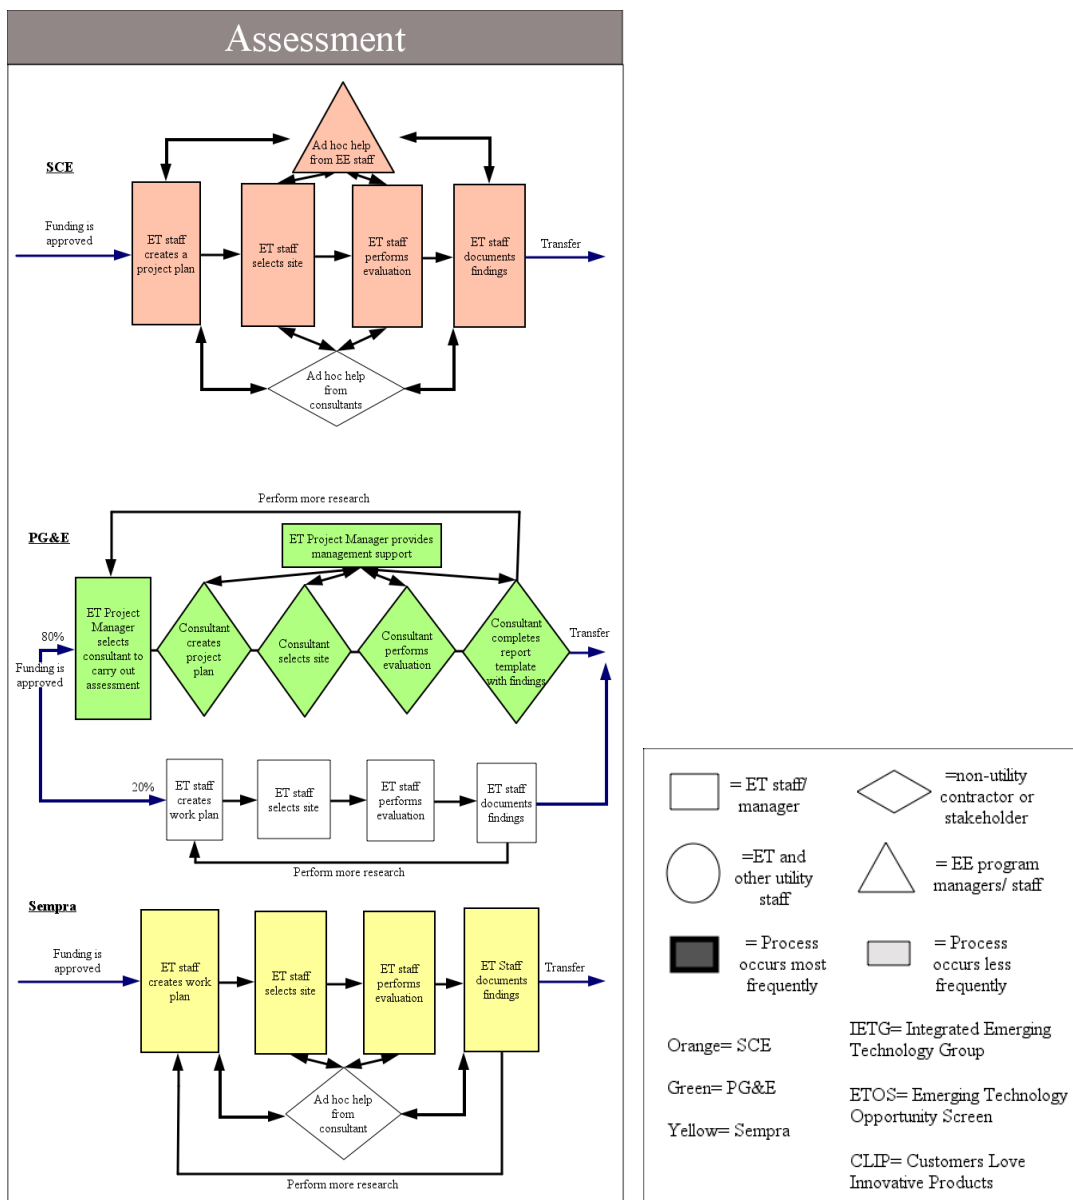 Assessment
SCE
Ad hoc help
from EE staff
Funding is
approved
ET staff
creates a
project plan
ET staff
selects site
ET staff
performs
evaluation
ET staff
documents
findings
Transfer
Ad hoc help
from
consultants
Perform more research
PG&E
ET Project Manager provides
management support
80%
Funding is
approved
ET Project
Manager
selects
consultant to
carry out
assessment
Consultant
creates
project
plan
Consultant
selects site
Consultant
performs
evaluation
Consultant
completes
report
template
with findings
Transfer
20%
ET staff
creates
work plan
ET staff
selects site
ET staff
performs
evaluation
ET staff
documents
findings
Perform more research
Sempra
Funding is
approved
ET staff
creates work
plan
ET staff
selects site
ET staff
performs
evaluation
ET Staff
documents
findings
Transfer
Ad hoc help
from
consultant
Perform more research
= ET staff/
manager
=non-utility
contractor or
stakeholder
=ET and
other utility
staff
= EE program
managers/ staff
= Process
occurs most
frequently
= Process
occurs less
frequently
Orange= SCE
Green= PG&E
Yellow= Sempra
IETG= Integrated Emerging
Technology Group
ETOS= Emerging Technology
Opportunity Screen
CLIP= Customers Love
Innovative Products